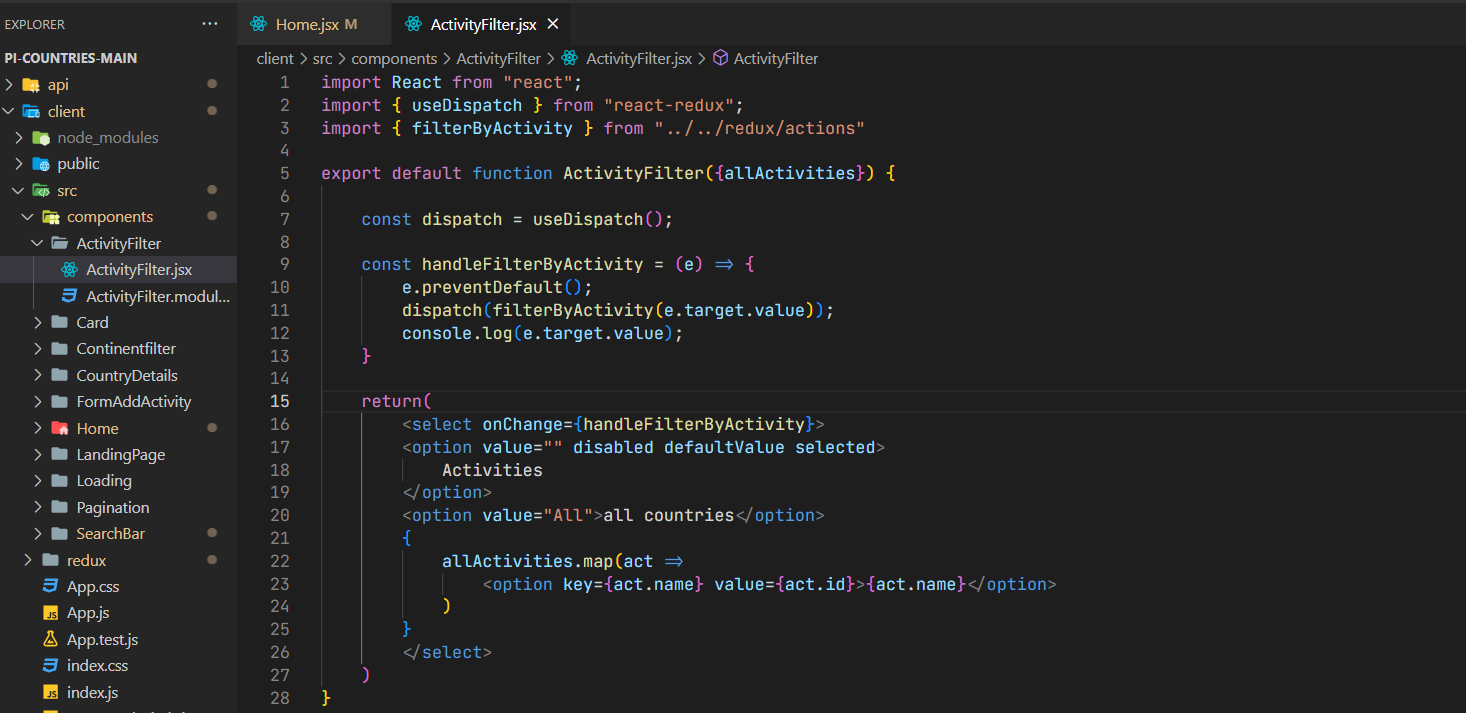 EXPLORER ...
PI-COUNTRIES-MAIN
api
client
node_modules
public
src
components
ActivityFilter
ActivityFilter.jsx
ActivityFilter.modul...
Card
Continentfilter
CountryDetails
FormAddActivity
Home
LandingPage
Loading
Pagination
SearchBar
redux
App.css
App.js
App.test.js
index.css
index.js
Home.jsx M
ActivityFilter.jsx ×
client > src > components > ActivityFilter > ActivityFilter.jsx > ActivityFilter
1 import React from "react";
2 import { useDispatch } from "react-redux";
3 import { filterByActivity } from "../../redux/actions"
4
5 export default function ActivityFilter({allActivities}) {
6
7 const dispatch = useDispatch();
8
9 const handleFilterByActivity = (e) => {
10 e.preventDefault();
11 dispatch(filterByActivity(e.target.value));
12 console.log(e.target.value);
13 }
14
15 return(
16 <select onChange={handleFilterByActivity}>
17 <option value="" disabled defaultValue selected>
18 Activities
19 </option>
20 <option value="All">all countries</option>
21 {
22 allActivities.map(act =>
23 <option key={act.name} value={act.id}>{act.name}</option>
24 )
25 }
26 </select>
27 )
28 }